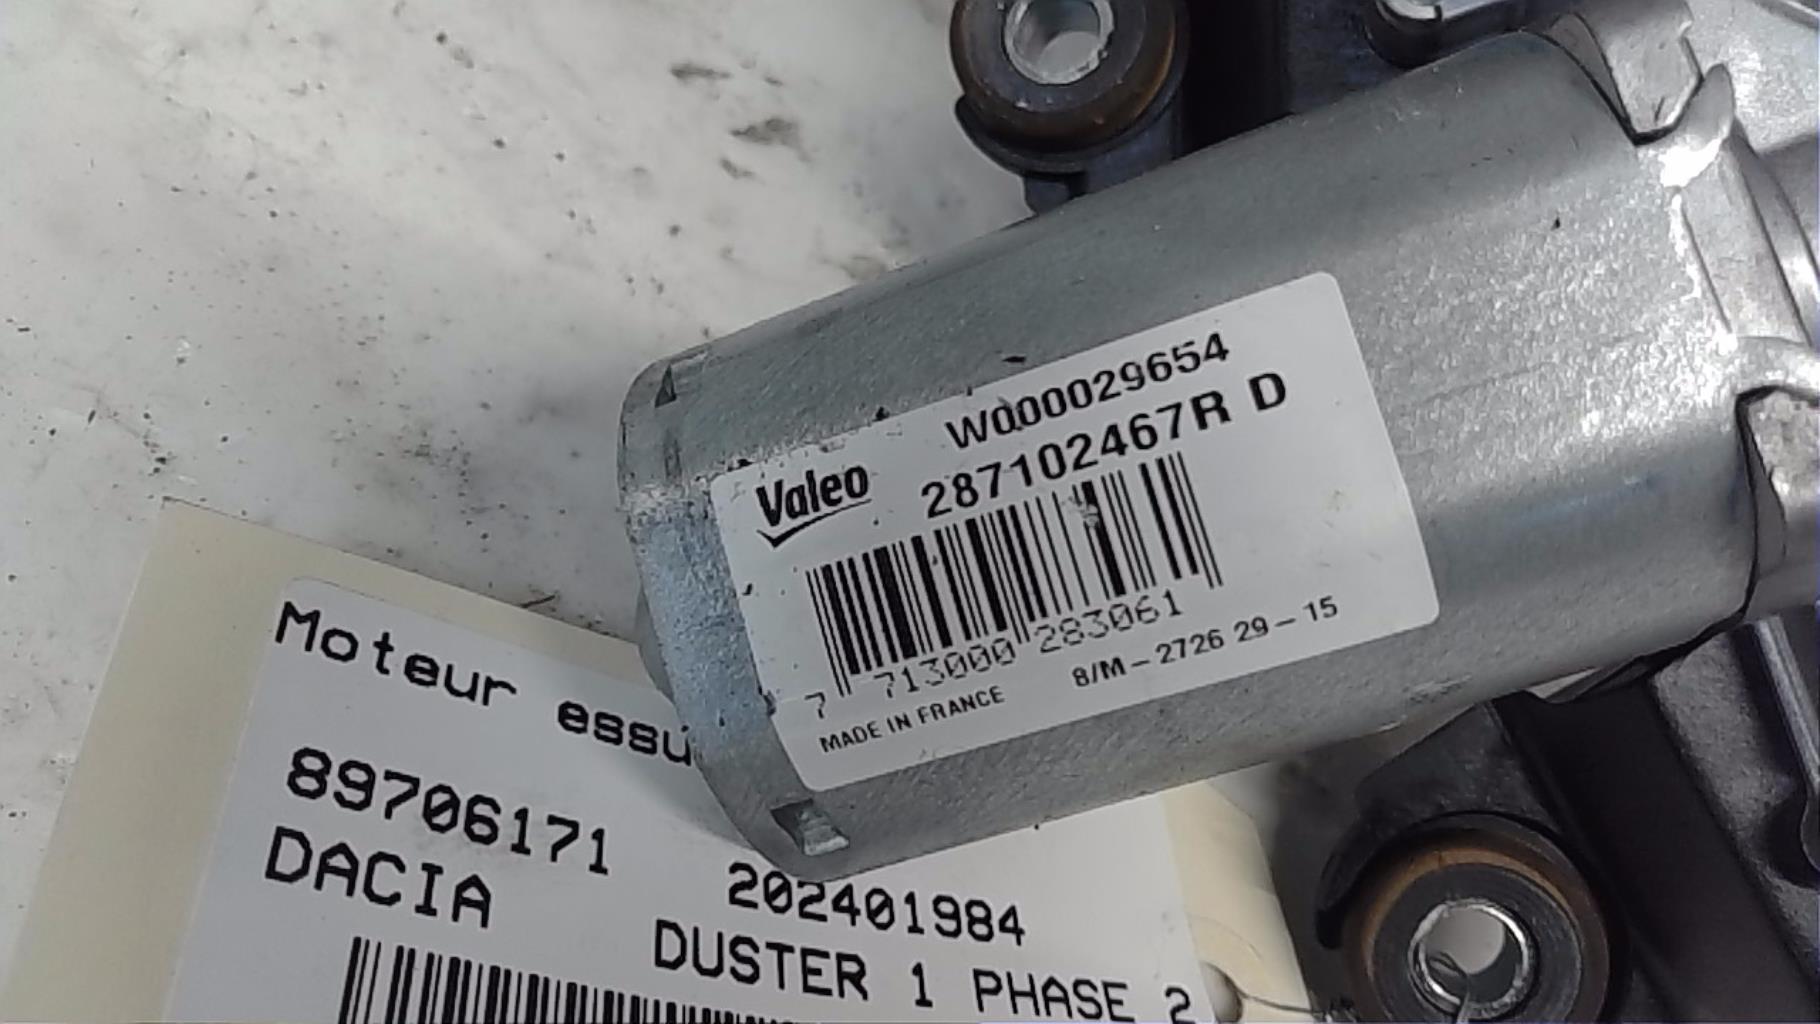 W000029654
Valeo 287102467R D
7 713000 283061
MADE IN FRANCE 8/M-2726 29-15
Moteur
89706171 202401984
DACIA DUSTER 1 PHASE 2